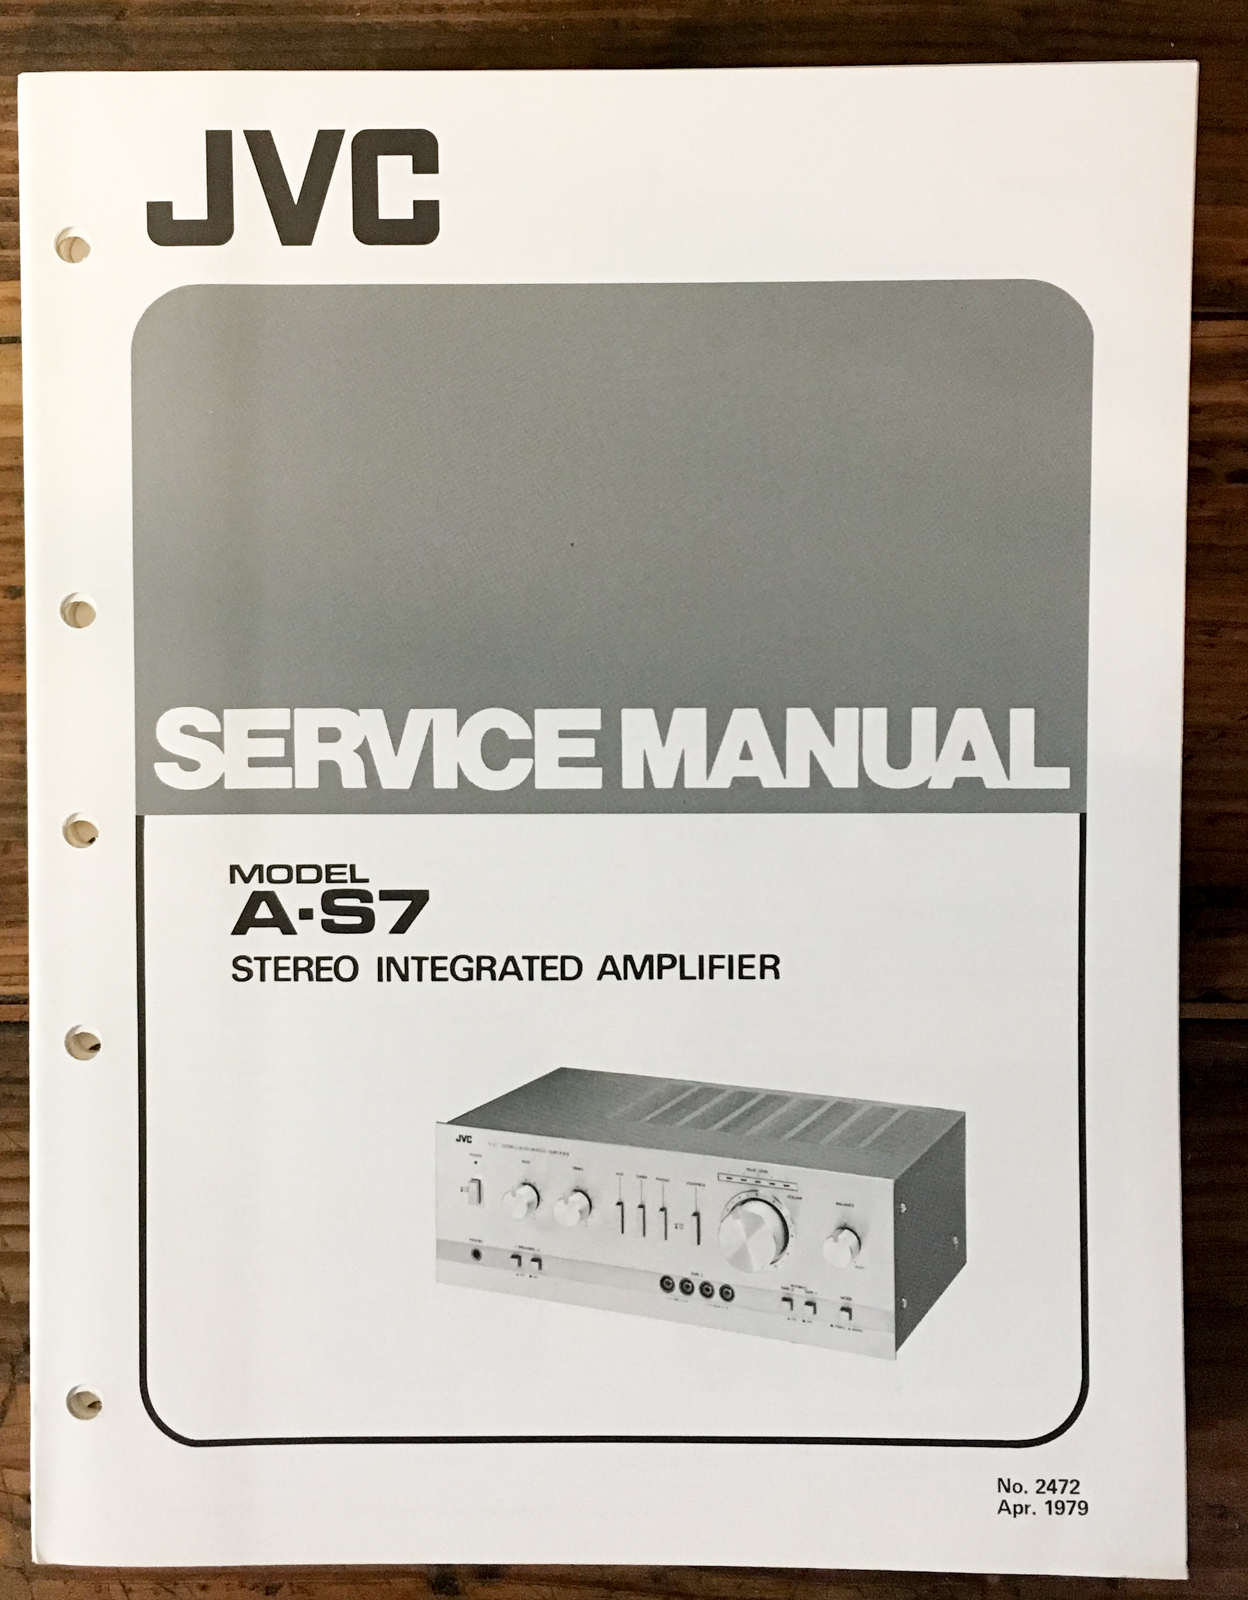 JVC
SERVICE MANUAL
MODEL
A-S7
STEREO INTEGRATED AMPLIFIER
JVC
No. 2472
Apr. 1979